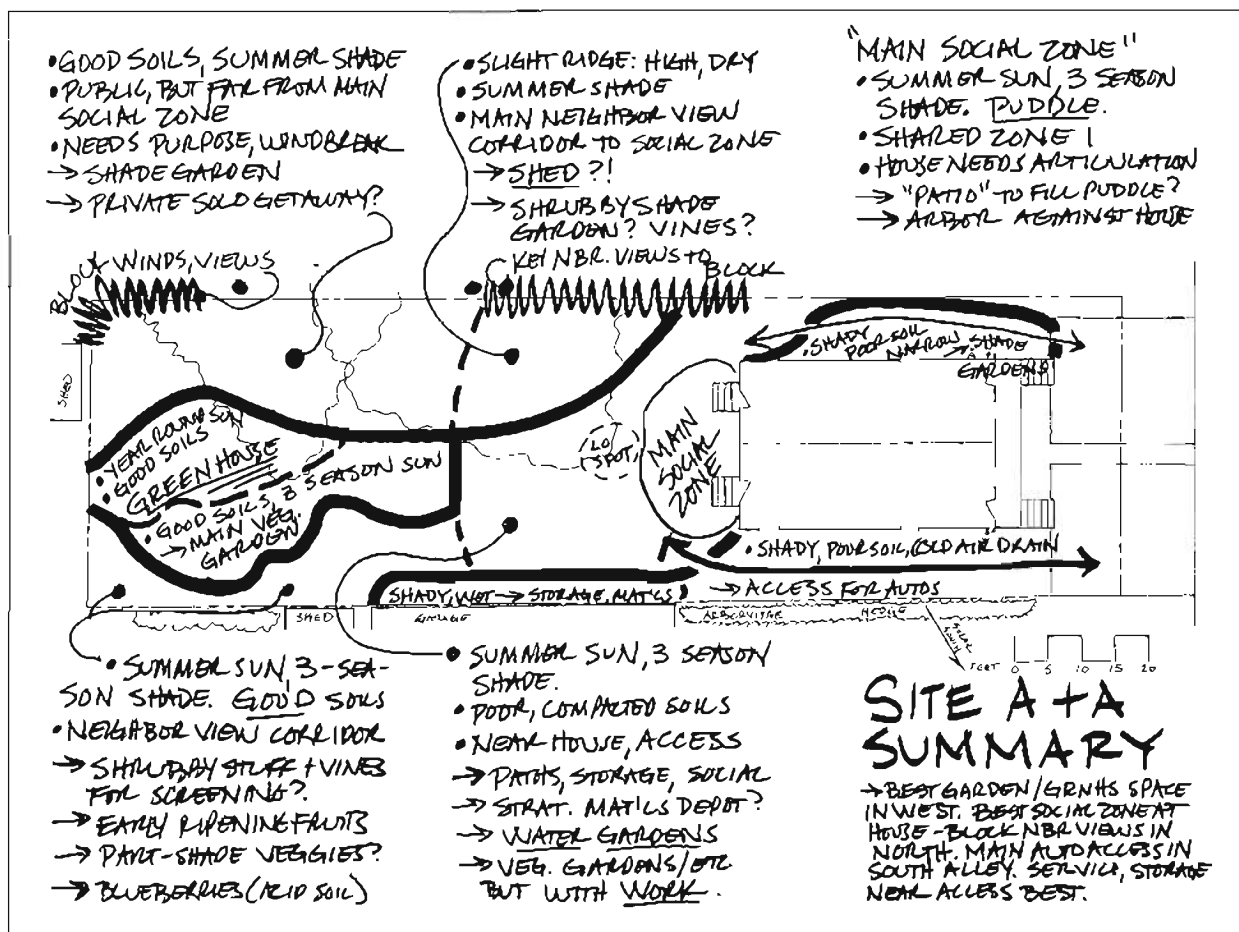 •GOOD SOILS, SUMMER SHADE
•PUBLIC, BUT FAR FROM MAIN
SOCIAL ZONE
•NEEDS PURPOSE, WINDBREAK
→ SHADE GARDEN
→ PRIVATE SOLO GETAWAY?
•SLIGHT RIDGE: HIGH, DRY
•SUMMER SHADE
•MAIN NEIGHBOR VIEW
CORRIDOR TO SOCIAL ZONE
→ SHED ?!
→ SHRUBBY SHADE
GARDEN? VINES?
"MAIN SOCIAL ZONE"
•SUMMER SUN, 3 SEASON
SHADE. PUDDLE.
•SHARED ZONE 1
•HOUSE NEEDS ARTICULATION
→ "PATIO" TO FILL PUDDLE?
→ ARBOR AGAINST HOUSE
BLOCK WINDS, VIEWS
KEY NBR. VIEWS TO BLOCK
SHED
•SHADY
POOR SOIL
NARROW → SHADE
GARDENS
•YEAR ROUND SUN
•GOOD SOILS
GREENHOUSE
•GOOD SOILS, 3 SEASON SUN
→ MAIN VEG.
GARDEN
LO
SPOT
MAIN
SOCIAL
ZONE
•SHADY, POOR SOIL, COLD AIR DRAIN
→ ACCESS FOR AUTOS
SHADY, WET → STORAGE, MAT'LS
SHED
GARAGE
ARBORVITAE HEDGE
SOLAR
SOUTH
FEET 0 5 10 15 20
•SUMMER SUN, 3-SEA-
SON SHADE. GOOD SOILS
•NEIGHBOR VIEW CORRIDOR
→ SHRUBBY STUFF + VINES
FOR SCREENING?
→ EARLY RIPENING FRUITS
→ PART-SHADE VEGGIES?
→ BLUEBERRIES (ACID SOIL)
•SUMMER SUN, 3 SEASON
SHADE.
•POOR, COMPACTED SOILS
•NEAR HOUSE, ACCESS
→ PATHS, STORAGE, SOCIAL
→ STRAT. MAT'LS DEPOT?
→ WATER GARDENS
→ VEG. GARDENS/ETC
BUT WITH WORK.
SITE A+A
SUMMARY
→ BEST GARDEN/GRNHS SPACE
IN WEST. BEST SOCIAL ZONE AT
HOUSE - BLOCK NBR VIEWS IN
NORTH. MAIN AUTO ACCESS IN
SOUTH ALLEY. SERVICE, STORAGE
NEAR ACCESS BEST.